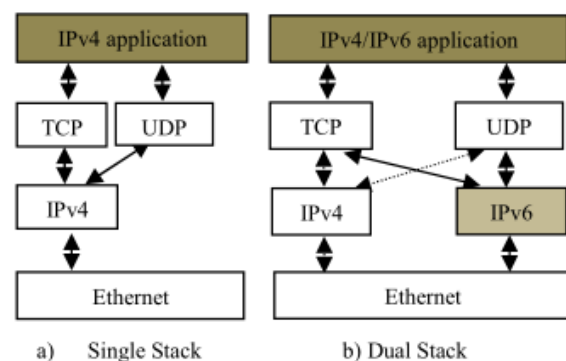 IPv4 application
IPv4/IPv6 application
TCP
UDP
TCP
UDP
IPv4
IPv4
IPv6
Ethernet
Ethernet
a) Single Stack
b) Dual Stack